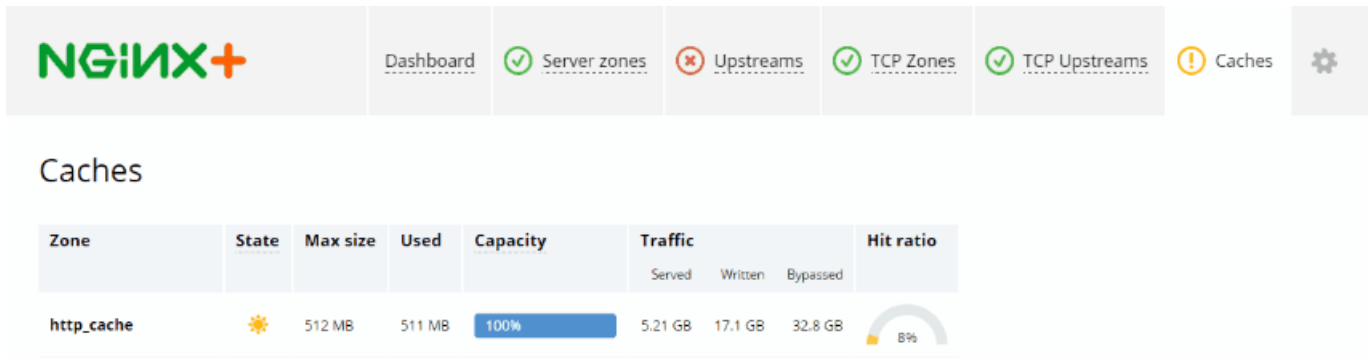 NGINX+ Dashboard Server zones Upstreams TCP Zones TCP Upstreams Caches
Caches
Zone State Max size Used Capacity Traffic Hit ratio
Served Written Bypassed
http_cache 512 MB 511 MB 100% 5.21 GB 17.1 GB 32.8 GB 8%